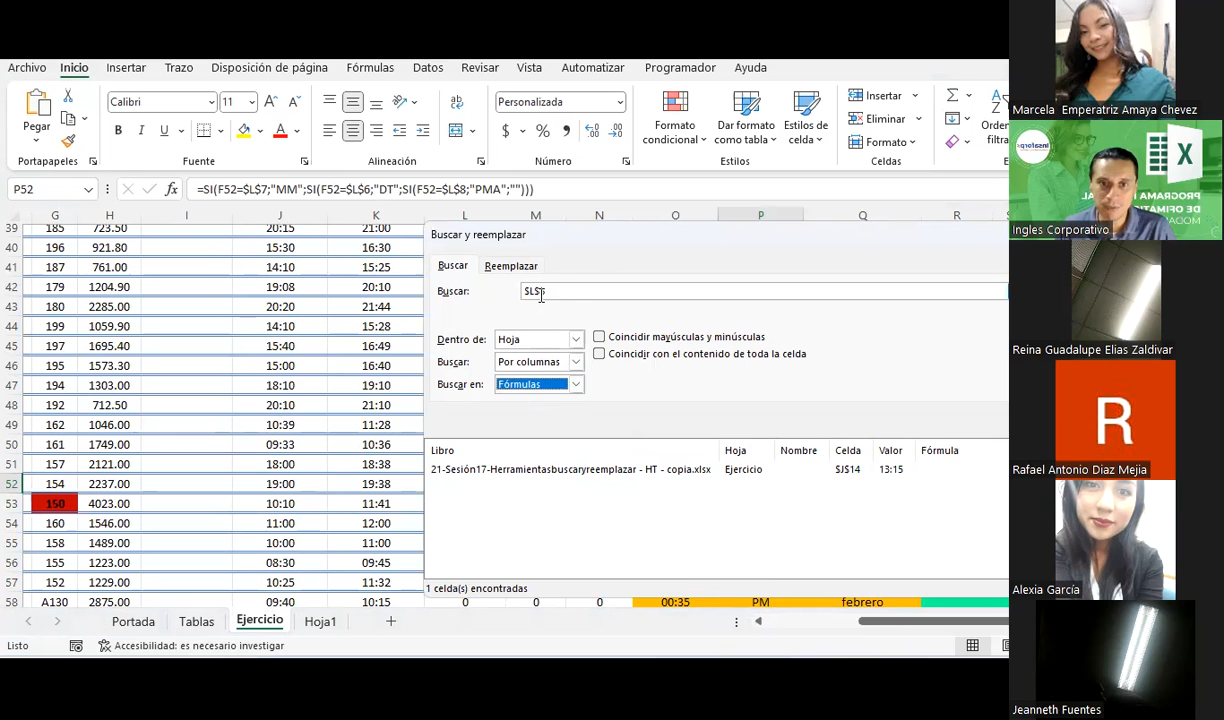 Archivo Inicio Insertar Trazo Disposición de página Fórmulas Datos Revisar Vista Automatizar Programador Ayuda
Pegar
Calibri 11
N K S
Personalizada
$ % 000
Formato condicional
Dar formato como tabla
Estilos de celda
Insertar
Eliminar
Formato
Portapapeles Fuente Alineación Número Estilos Celdas
P52 fx =SI(F52=$L$7;"MM";SI(F52=$L$6;"DT";SI(F52=$L$8;"PMA";"")))
G H I J K L M N O P Q R
39 185 723.50 20:15 21:00
40 196 921.80 15:30 16:30
41 187 761.00 14:10 15:25
42 179 1204.90 19:08 20:10
43 180 2285.00 20:20 21:44
44 199 1059.90 14:10 15:28
45 197 1695.40 15:40 16:49
46 195 1573.30 15:00 16:40
47 194 1303.00 18:10 19:10
48 192 712.50 20:10 21:10
49 162 1046.00 10:39 11:28
50 161 1749.00 09:33 10:36
51 157 2121.00 18:00 18:38
52 154 2237.00 19:00 19:38
53 150 4023.00 10:10 11:41
54 160 1546.00 11:00 12:00
55 158 1489.00 10:00 11:00
56 155 1223.00 08:30 09:45
57 152 1229.00 10:25 11:32
58 A130 2875.00 09:40 10:15 0 0 0 00:35 PM febrero
Buscar y reemplazar
Buscar Reemplazar
Buscar:
Dentro de: Hoja
Buscar: Por columnas
Buscar en: Fórmulas
Coincidir mayúsculas y minúsculas
Coincidir con el contenido de toda la celda
Libro Hoja Nombre Celda Valor Fórmula
21-Sesión17-Herramientasbuscaryreemplazar - HT - copia.xlsx Ejercicio $J$14 13:15
1 celda(s) encontradas
Portada Tablas Ejercicio Hoja1
Listo Accesibilidad: es necesario investigar
Marcela Emperatriz Amaya Chevez
Ingles Corporativo
Reina Guadalupe Elias Zaldivar
R
Rafael Antonio Diaz Mejia
Alexia García
Jeanneth Fuentes